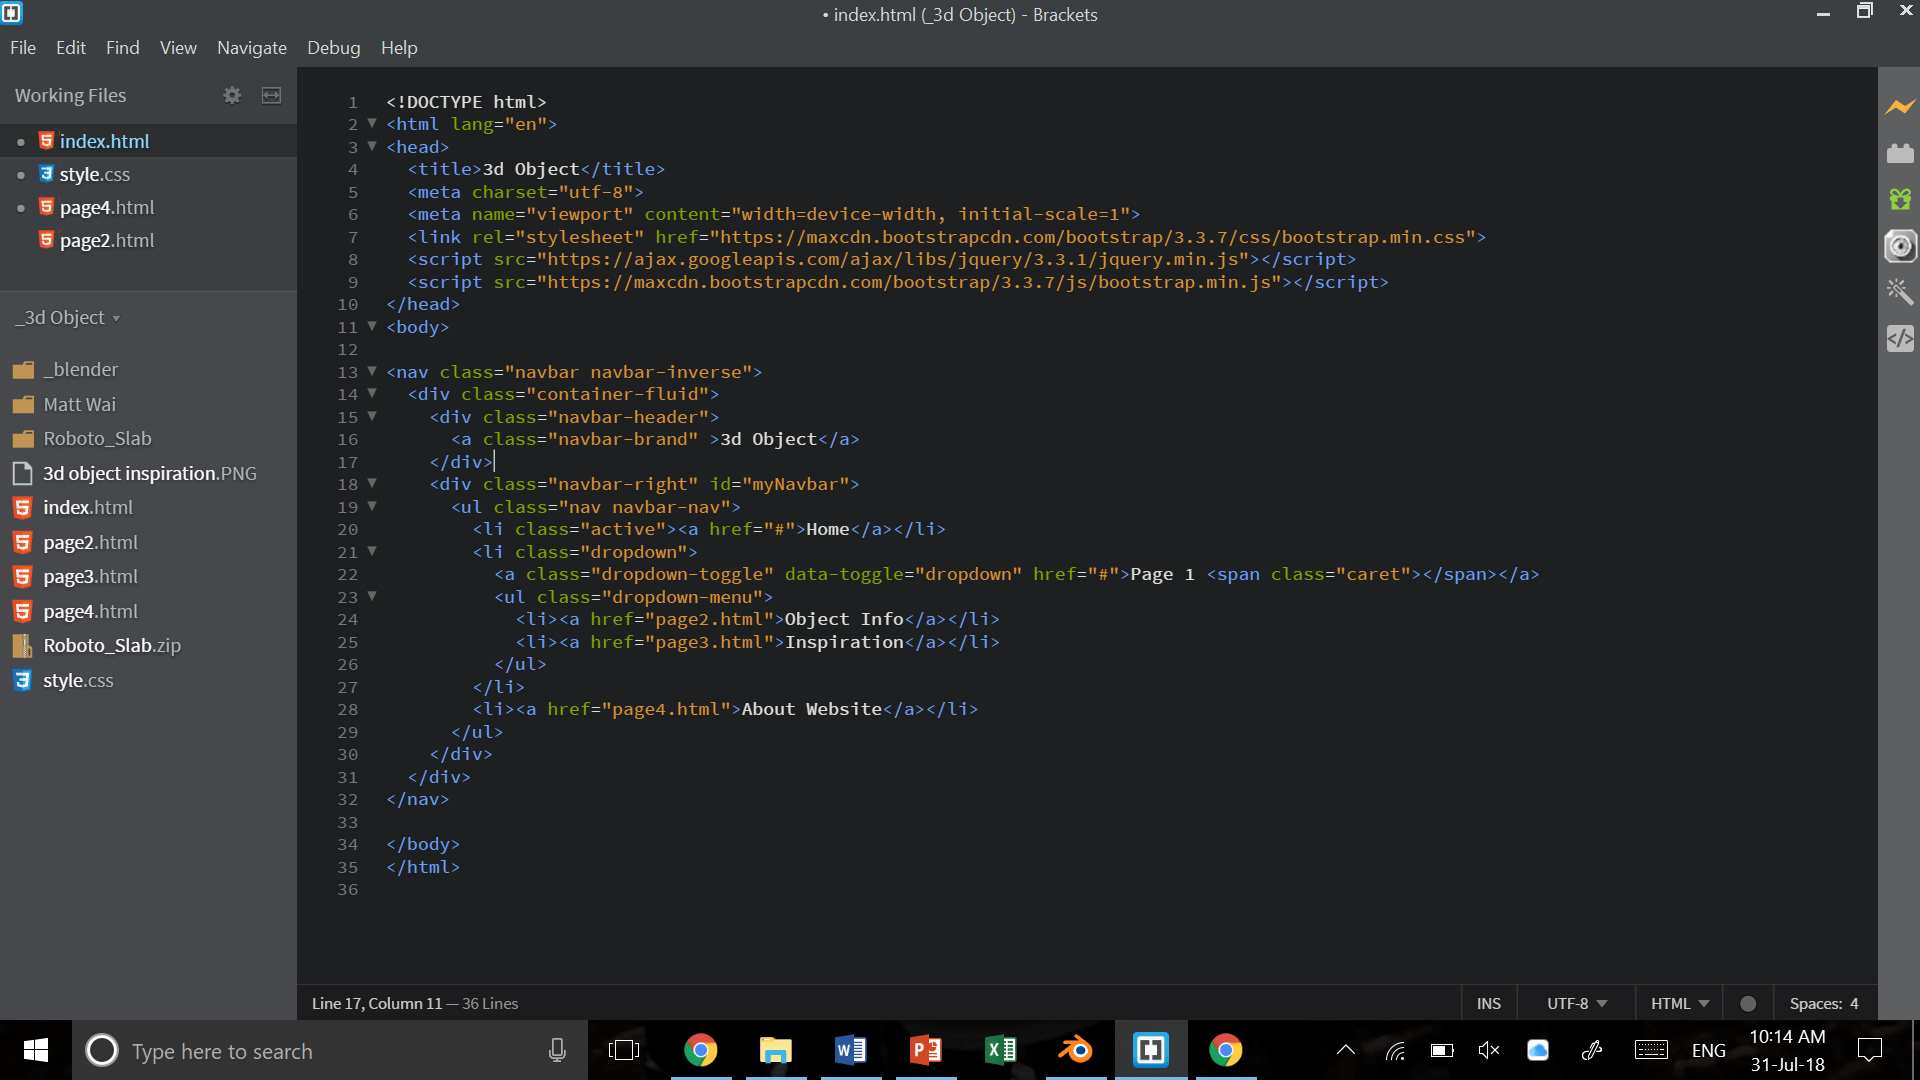 • index.html (_3d Object) - Brackets
File Edit Find View Navigate Debug Help
Working Files
index.html
style.css
page4.html
page2.html
_3d Object
_blender
Matt Wai
Roboto_Slab
3d object inspiration.PNG
index.html
page2.html
page3.html
page4.html
Roboto_Slab.zip
style.css
1 <!DOCTYPE html>
2 <html lang="en">
3 <head>
4 <title>3d Object</title>
5 <meta charset="utf-8">
6 <meta name="viewport" content="width=device-width, initial-scale=1">
7 <link rel="stylesheet" href="https://maxcdn.bootstrapcdn.com/bootstrap/3.3.7/css/bootstrap.min.css">
8 <script src="https://ajax.googleapis.com/ajax/libs/jquery/3.3.1/jquery.min.js"></script>
9 <script src="https://maxcdn.bootstrapcdn.com/bootstrap/3.3.7/js/bootstrap.min.js"></script>
10 </head>
11 <body>
12
13 <nav class="navbar navbar-inverse">
14 <div class="container-fluid">
15 <div class="navbar-header">
16 <a class="navbar-brand" >3d Object</a>
17 </div>
18 <div class="navbar-right" id="myNavbar">
19 <ul class="nav navbar-nav">
20 <li class="active"><a href="#">Home</a></li>
21 <li class="dropdown">
22 <a class="dropdown-toggle" data-toggle="dropdown" href="#">Page 1 <span class="caret"></span></a>
23 <ul class="dropdown-menu">
24 <li><a href="page2.html">Object Info</a></li>
25 <li><a href="page3.html">Inspiration</a></li>
26 </ul>
27 </li>
28 <li><a href="page4.html">About Website</a></li>
29 </ul>
30 </div>
31 </div>
32 </nav>
33
34 </body>
35 </html>
36
Line 17, Column 11 — 36 Lines
INS UTF-8 HTML Spaces: 4
Type here to search
ENG
10:14 AM
31-Jul-18